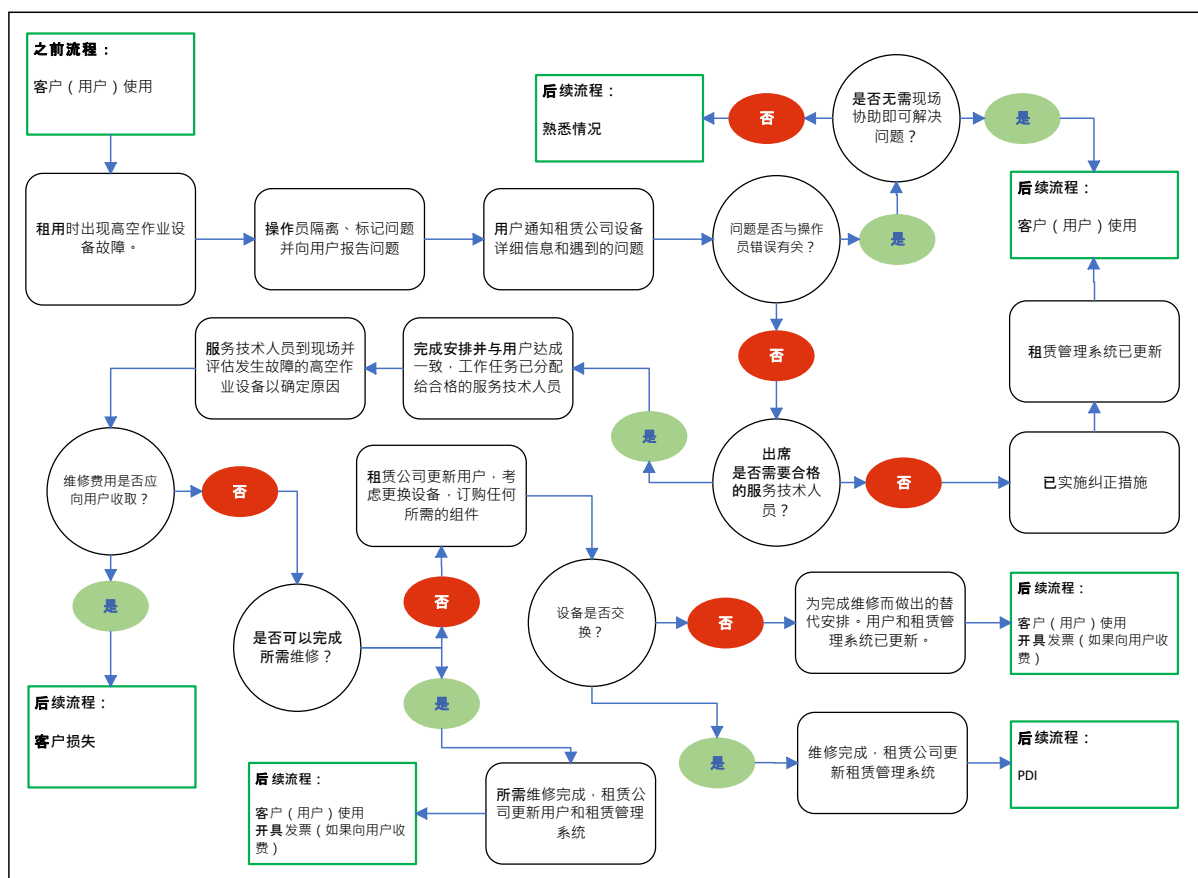 之前流程：
客户（用户）使用
后续流程：
熟悉情况
否
是否无需现场
协助即可解决
问题？
是
后续流程：
客户（用户）使用
租用时出现高空作业设
备故障。
操作员隔离、标记问题
并向用户报告问题
用户通知租赁公司设备
详细信息和遇到的问题
问题是否与操作
员错误有关？
是
服务技术人员到现场并
评估发生故障的高空作
业设备以确定原因
完成安排并与用户达成
一致，工作任务已分配
给合格的服务技术人员
否
租赁管理系统已更新
是
维修费用是否应
向用户收取？
否
租赁公司更新用户，考
虑更换设备，订购任何
所需的组件
出席
是否需要合格
的服务技术人
员？
否
已实施纠正措施
是
否
是否可以完成
所需维修？
设备是否交
换？
否
为完成维修而做出的替
代安排。用户和租赁管
理系统已更新。
后续流程：
客户（用户）使用
开具发票（如果向用户收
费）
后续流程：
客户损失
是
是
维修完成，租赁公司更
新租赁管理系统
后续流程：
PDI
后续流程：
客户（用户）使用
开具发票（如果向用户收
费）
所需维修完成，租赁公
司更新用户和租赁管理
系统